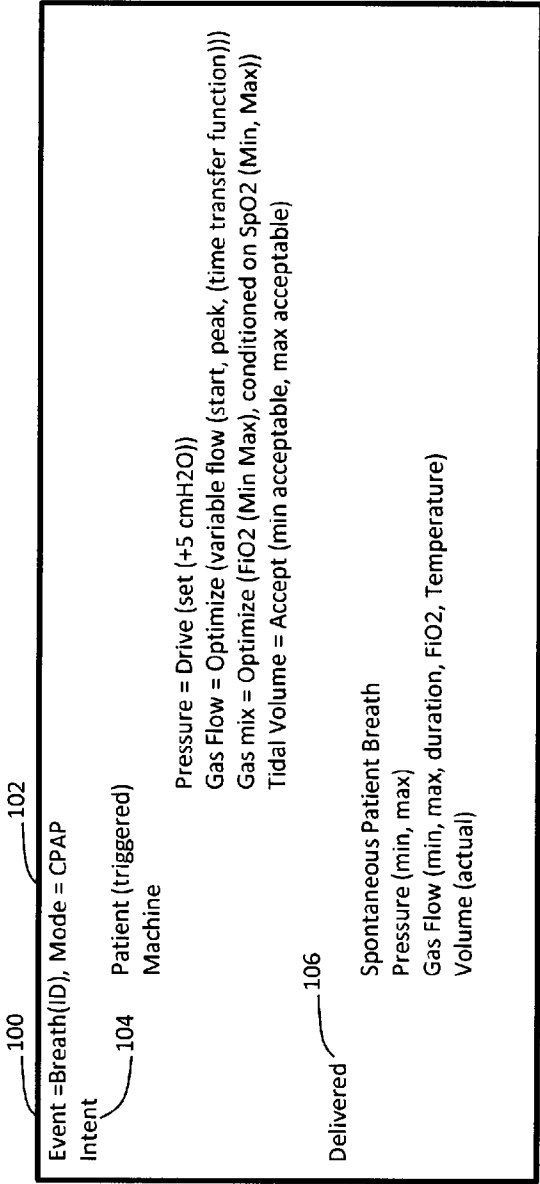 100
102
Event =Breath(ID), Mode = CPAP
Intent
104
Patient (triggered)
Machine
Pressure = Drive (set (+5 cmH2O))
Gas Flow = Optimize (variable flow (start, peak, (time transfer function)))
Gas mix = Optimize (FiO2 (Min Max), conditioned on SpO2 (Min, Max))
Tidal Volume = Accept (min acceptable, max acceptable)
106
Delivered
Spontaneous Patient Breath
Pressure (min, max)
Gas Flow (min, max, duration, FiO2, Temperature)
Volume (actual)